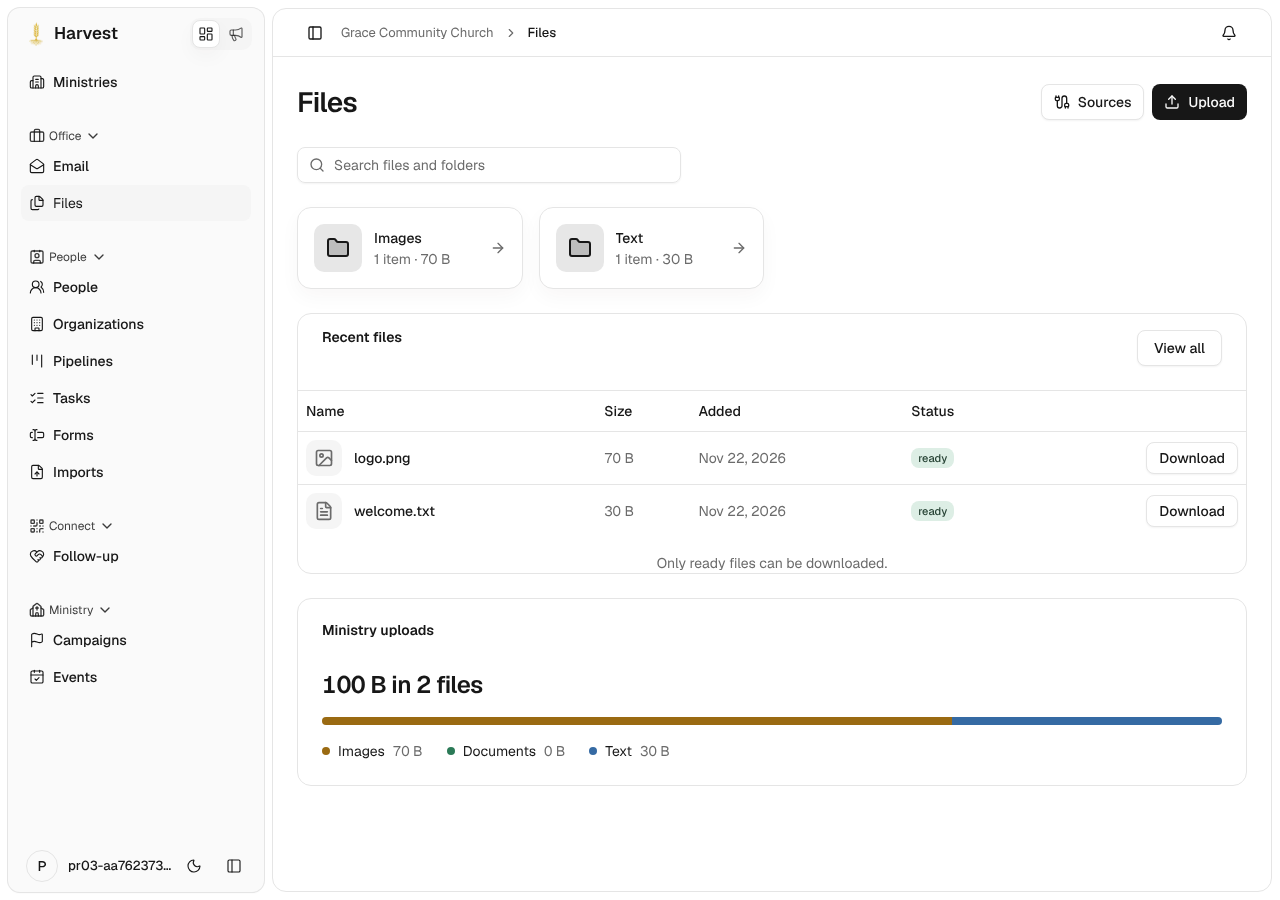 Harvest
Ministries
Office
Email
Files
People
People
Organizations
Pipelines
Tasks
Forms
Imports
Connect
Follow-up
Ministry
Campaigns
Events
P
pr03-aa762373…
Grace Community Church > Files
Files
Sources
Upload
Search files and folders
Images
1 item · 70 B
Text
1 item · 30 B
Recent files
View all
Name Size Added Status
logo.png 70 B Nov 22, 2026 ready Download
welcome.txt 30 B Nov 22, 2026 ready Download
Only ready files can be downloaded.
Ministry uploads
100 B in 2 files
Images 70 B Documents 0 B Text 30 B